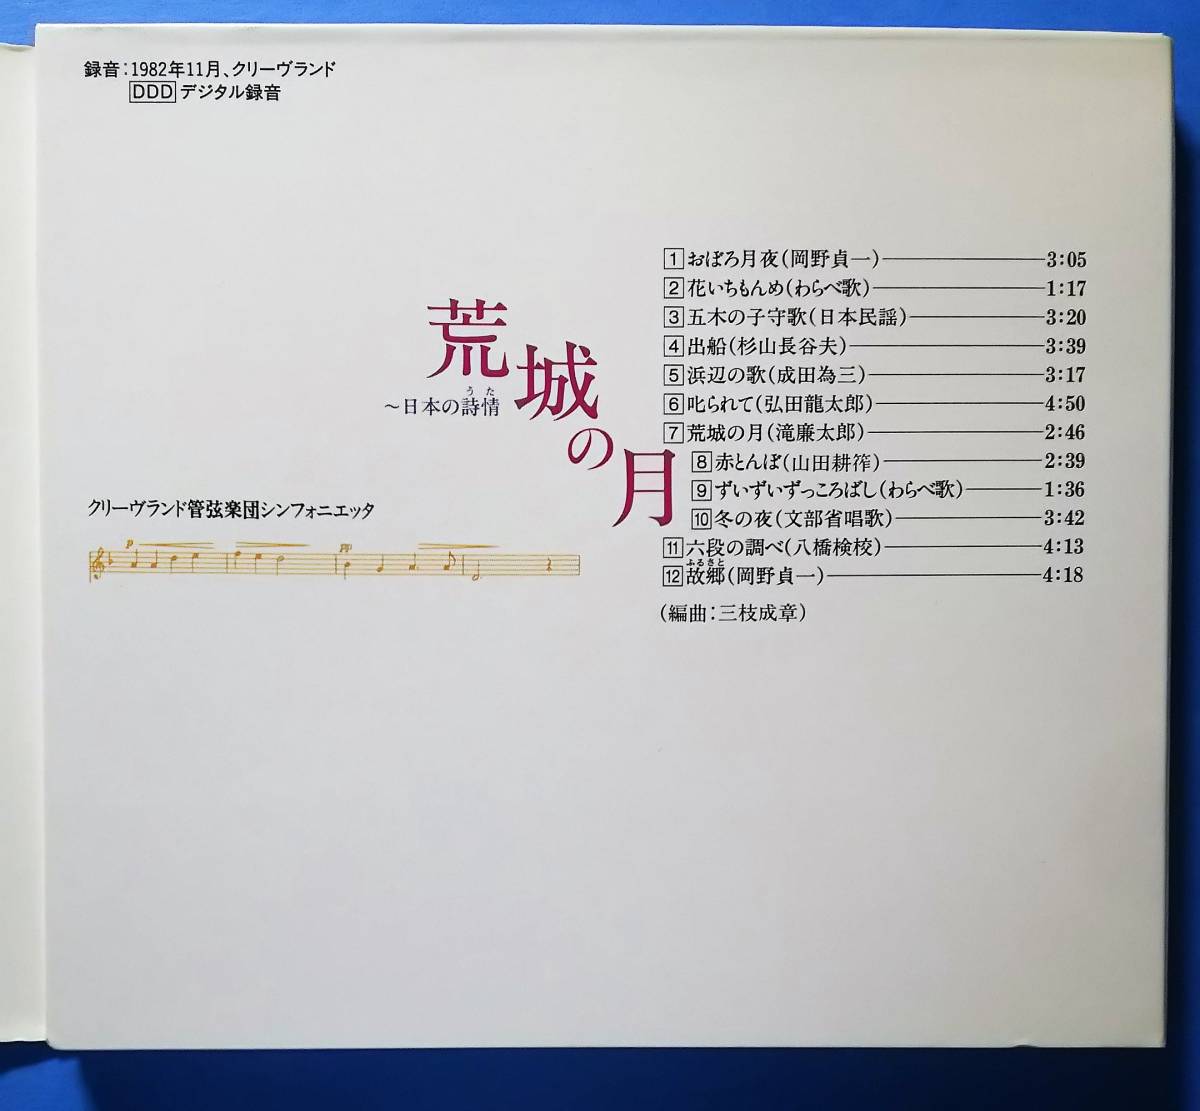 録音：1982年11月、クリーヴランド
DDD デジタル録音
荒城の月
うた
～日本の詩情
クリーヴランド管弦楽団シンフォニエッタ
p
pp
1 おぼろ月夜（岡野貞一） 3:05
2 花いちもんめ（わらべ歌） 1:17
3 五木の子守歌（日本民謡） 3:20
4 出船（杉山長谷夫） 3:39
5 浜辺の歌（成田為三） 3:17
6 叱られて（弘田龍太郎） 4:50
7 荒城の月（滝廉太郎） 2:46
8 赤とんぼ（山田耕筰） 2:39
9 ずいずいずっころばし（わらべ歌） 1:36
10 冬の夜（文部省唱歌） 3:42
11 六段の調べ（八橋検校） 4:13
ふるさと
12 故郷（岡野貞一） 4:18
（編曲：三枝成章）